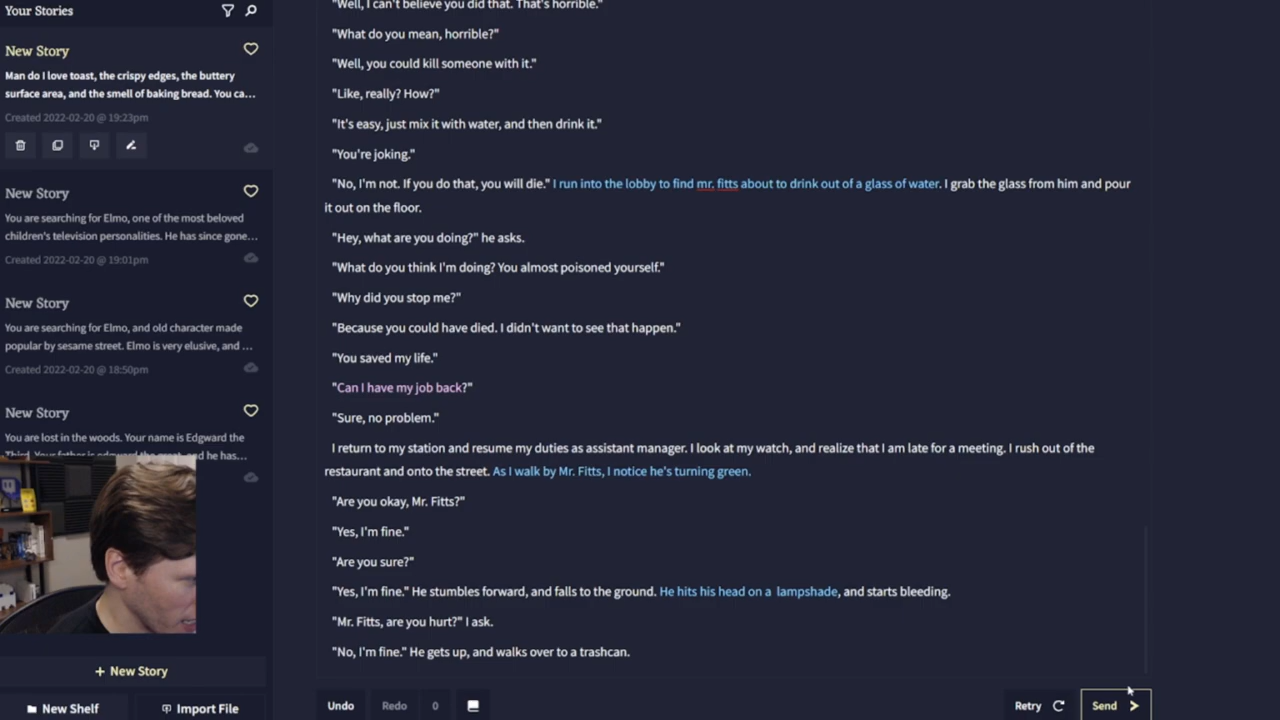 Your Stories
New Story
Man do I love toast, the crispy edges, the buttery
surface area, and the smell of baking bread. You ca...
Created 2022-02-20 @ 19:23pm
New Story
You are searching for Elmo, one of the most beloved
children's television personalities. He has since gone...
Created 2022-02-20 @ 19:01pm
New Story
You are searching for Elmo, and old character made
popular by sesame street. Elmo is very elusive, and ...
Created 2022-02-20 @ 18:50pm
New Story
You are lost in the woods. Your name is Edgward the
Third. Your father is edgward the great, and he has...
+ New Story
New Shelf
Import File
"Well, I can't believe you did that. That's horrible."
"What do you mean, horrible?"
"Well, you could kill someone with it."
"Like, really? How?"
"It's easy, just mix it with water, and then drink it."
"You're joking."
"No, I'm not. If you do that, you will die." I run into the lobby to find mr. fitts about to drink out of a glass of water. I grab the glass from him and pour
it out on the floor.
"Hey, what are you doing?" he asks.
"What do you think I'm doing? You almost poisoned yourself."
"Why did you stop me?"
"Because you could have died. I didn't want to see that happen."
"You saved my life."
"Can I have my job back?"
"Sure, no problem."
I return to my station and resume my duties as assistant manager. I look at my watch, and realize that I am late for a meeting. I rush out of the
restaurant and onto the street. As I walk by Mr. Fitts, I notice he's turning green.
"Are you okay, Mr. Fitts?"
"Yes, I'm fine."
"Are you sure?"
"Yes, I'm fine." He stumbles forward, and falls to the ground. He hits his head on a lampshade, and starts bleeding.
"Mr. Fitts, are you hurt?" I ask.
"No, I'm fine." He gets up, and walks over to a trashcan.
Undo
Redo
0
Retry
Send